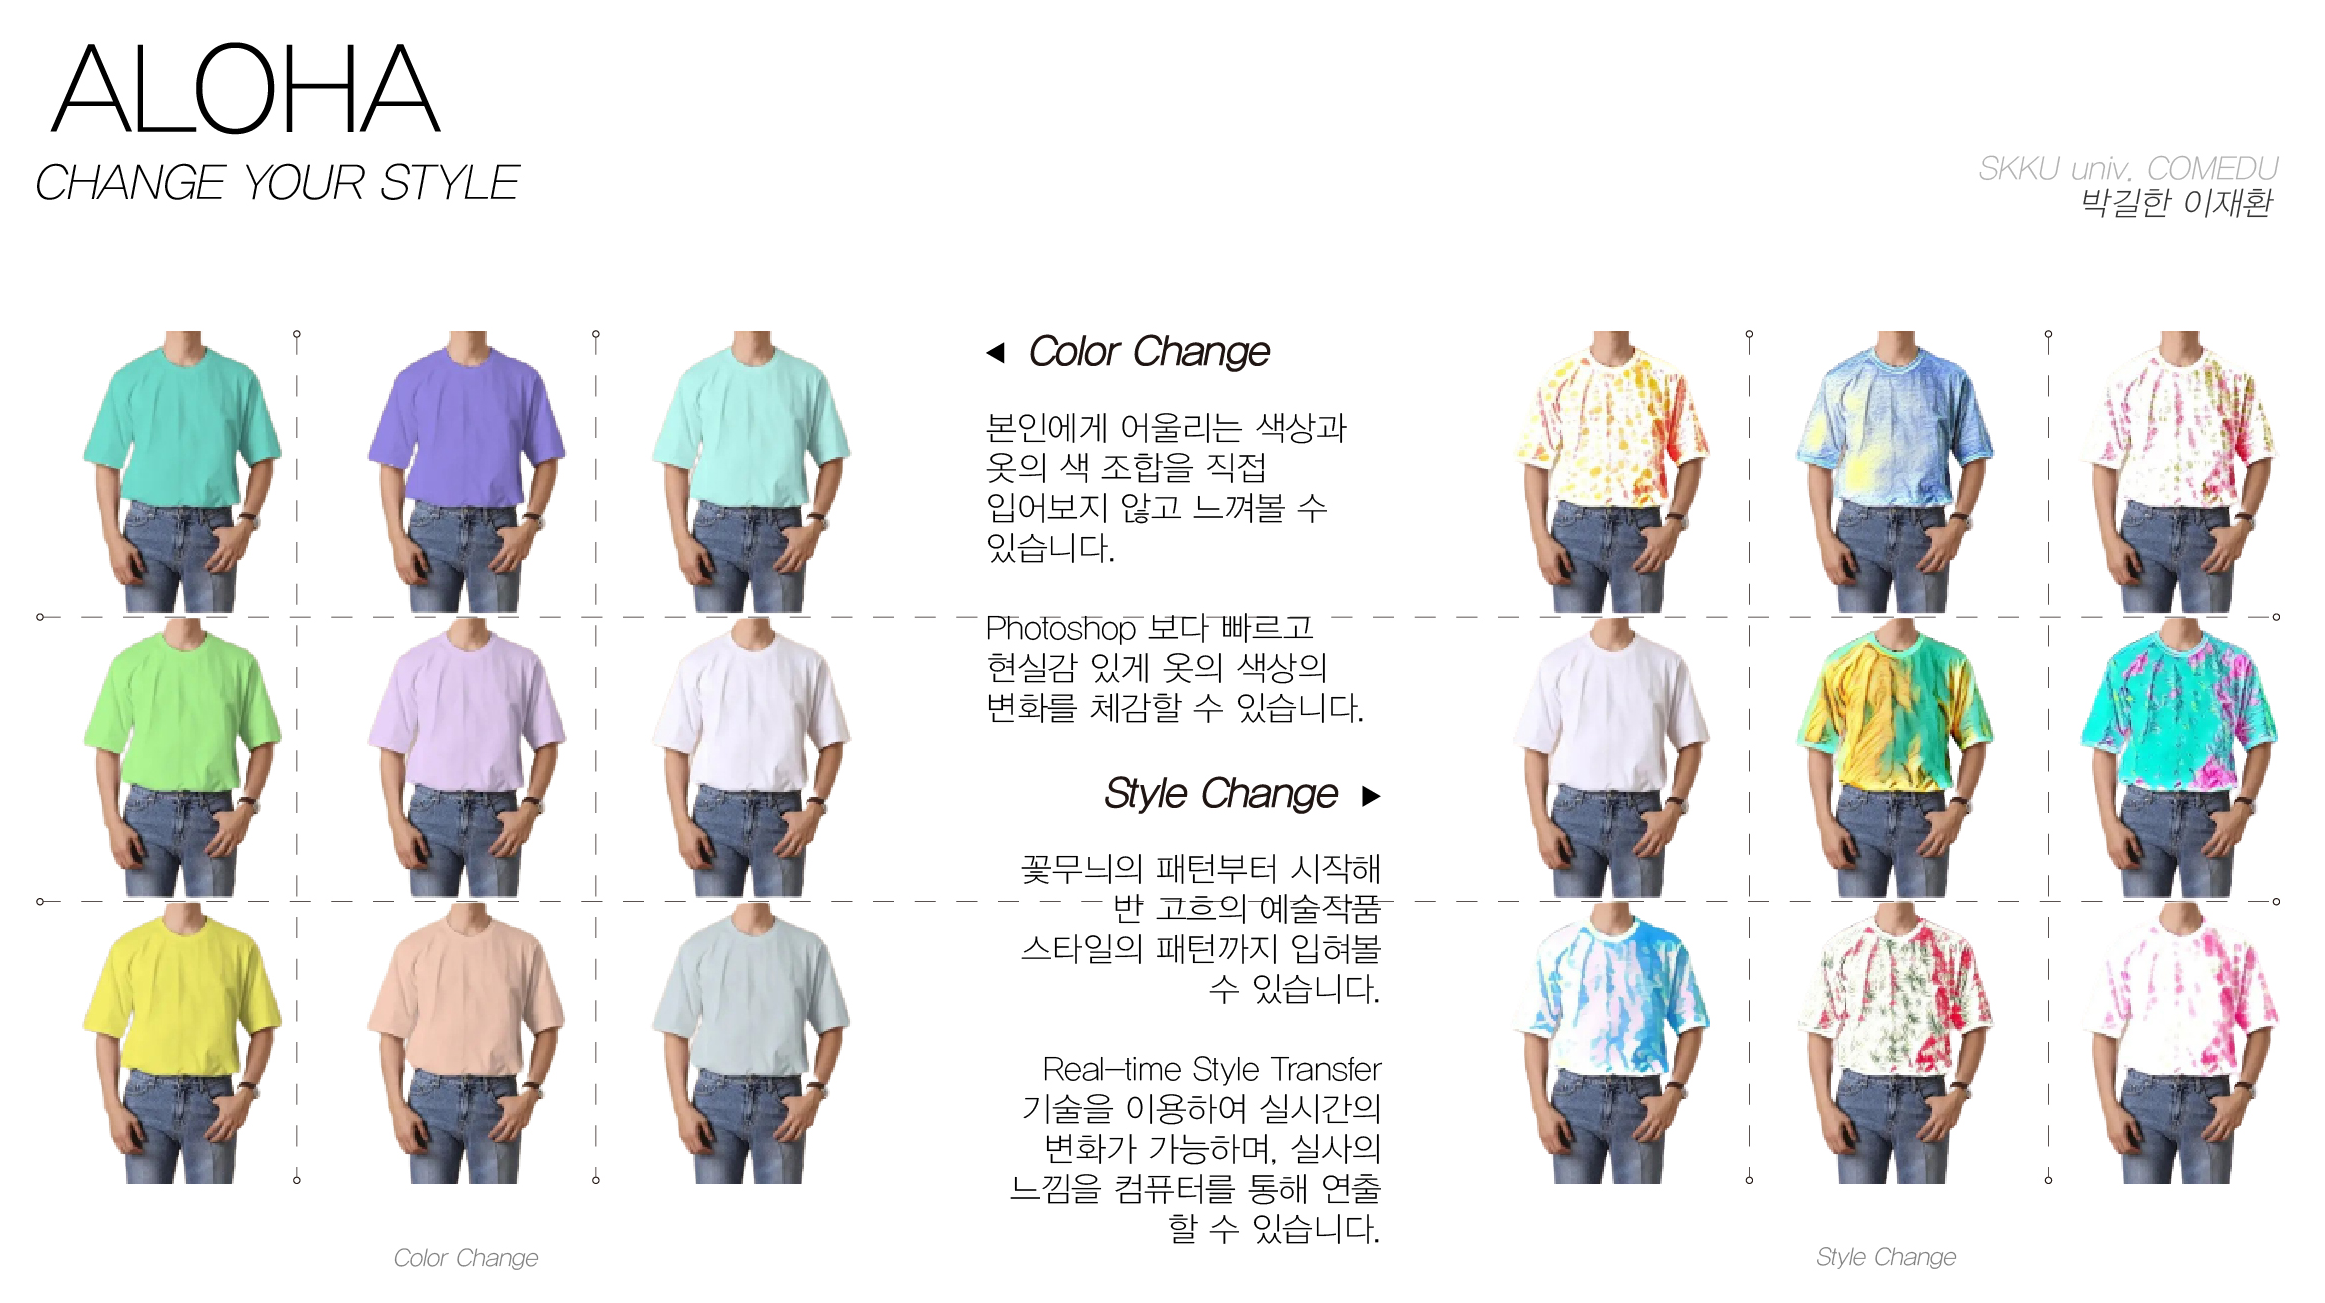 ALOHA
CHANGE YOUR STYLE
SKKU univ. COMEDU
박길한 이재환
◀ Color Change
본인에게 어울리는 색상과
옷의 색 조합을 직접
입어보지 않고 느껴볼 수
있습니다.
Photoshop 보다 빠르고
현실감 있게 옷의 색상의
변화를 체감할 수 있습니다.
Style Change ▶
꽃무늬의 패턴부터 시작해
반 고흐의 예술작품
스타일의 패턴까지 입혀볼
수 있습니다.
Real-time Style Transfer
기술을 이용하여 실시간의
변화가 가능하며, 실사의
느낌을 컴퓨터를 통해 연출
할 수 있습니다.
Color Change
Style Change